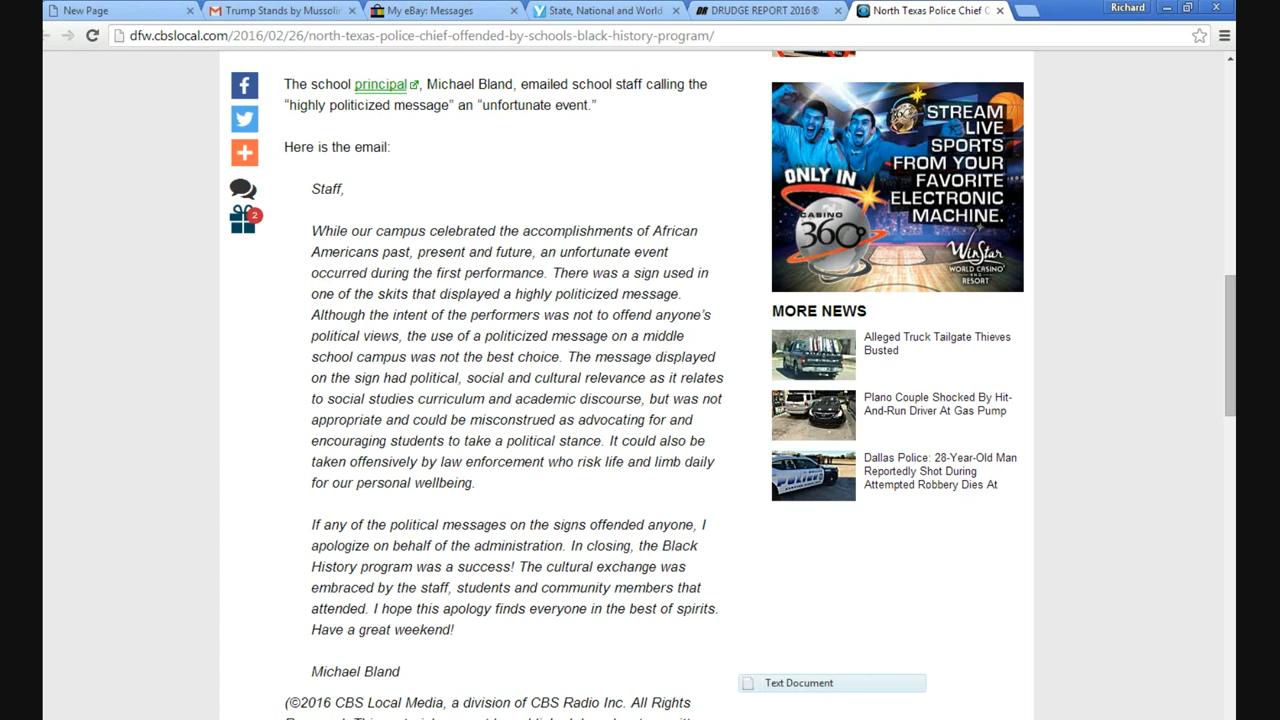 New Page
Trump Stands by Mussolin
My eBay: Messages
State, National and World
DRUDGE REPORT 2016®
North Texas Police Chief O
Richard
dfw.cbslocal.com/2016/02/26/north-texas-police-chief-offended-by-schools-black-history-program/
The school principal, Michael Bland, emailed school staff calling the
“highly politicized message” an “unfortunate event.”
Here is the email:
2
Staff,
While our campus celebrated the accomplishments of African
Americans past, present and future, an unfortunate event
occurred during the first performance. There was a sign used in
one of the skits that displayed a highly politicized message.
Although the intent of the performers was not to offend anyone’s
political views, the use of a politicized message on a middle
school campus was not the best choice. The message displayed
on the sign had political, social and cultural relevance as it relates
to social studies curriculum and academic discourse, but was not
appropriate and could be misconstrued as advocating for and
encouraging students to take a political stance. It could also be
taken offensively by law enforcement who risk life and limb daily
for our personal wellbeing.
If any of the political messages on the signs offended anyone, I
apologize on behalf of the administration. In closing, the Black
History program was a success! The cultural exchange was
embraced by the staff, students and community members that
attended. I hope this apology finds everyone in the best of spirits.
Have a great weekend!
Michael Bland
(©2016 CBS Local Media, a division of CBS Radio Inc. All Rights
STREAM
LIVE
SPORTS
FROM YOUR
FAVORITE
ELECTRONIC
MACHINE.
ONLY IN
CASINO
360°
WinStar
WORLD CASINO
AND
RESORT
MORE NEWS
Alleged Truck Tailgate Thieves
Busted
Plano Couple Shocked By Hit-
And-Run Driver At Gas Pump
Dallas Police: 28-Year-Old Man
Reportedly Shot During
Attempted Robbery Dies At
Text Document